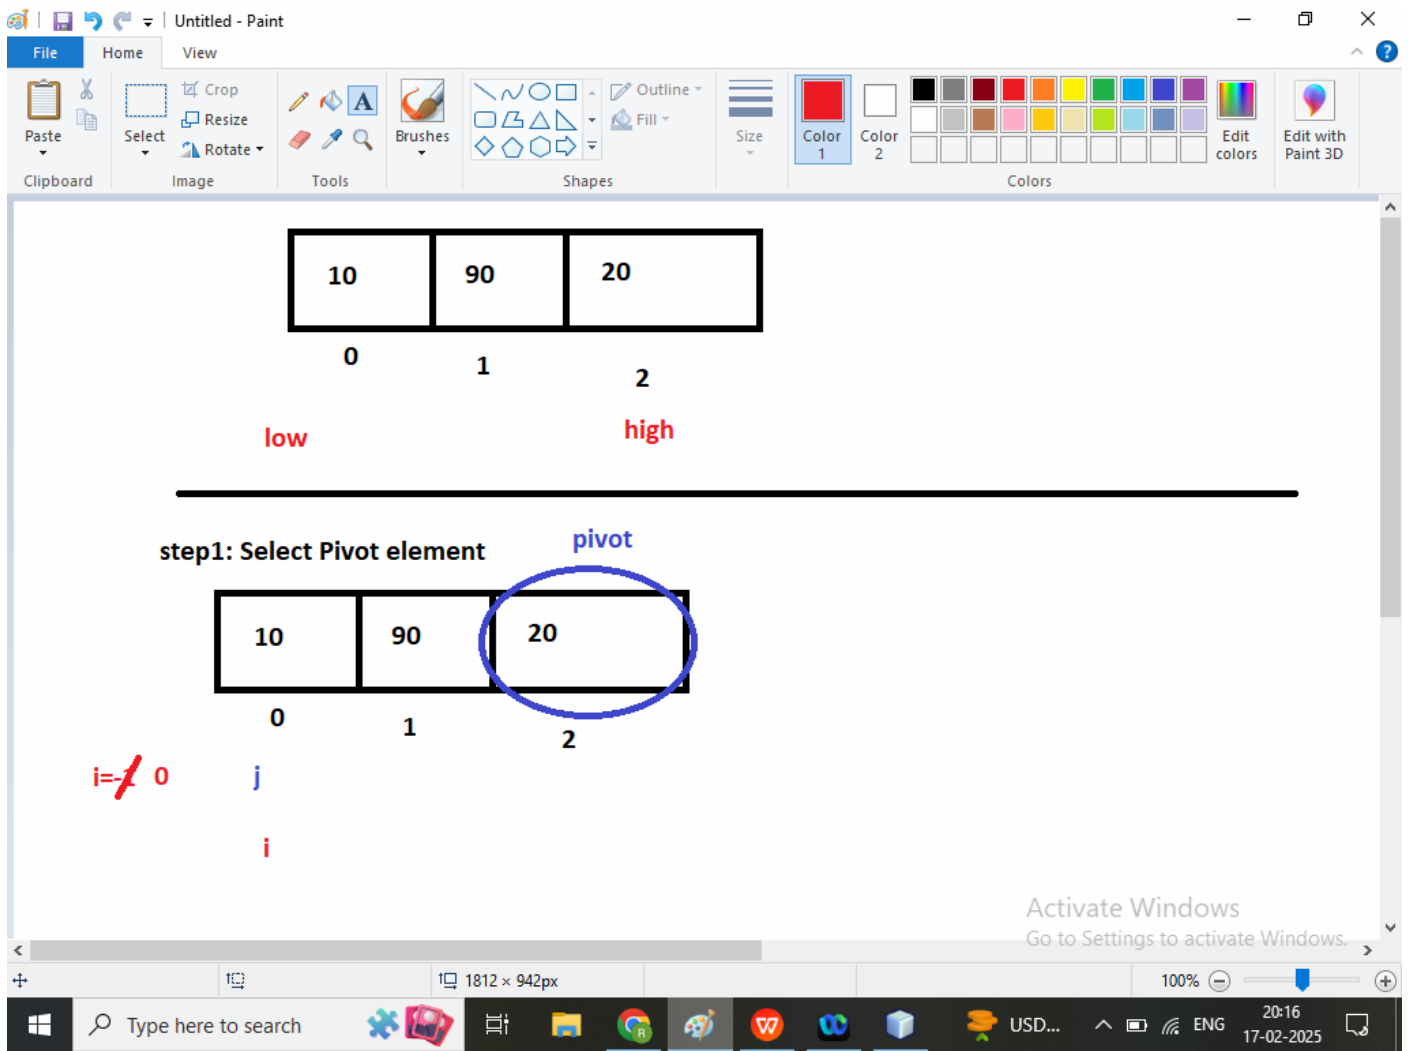 Untitled - Paint
File Home View
Paste
Select
Crop
Resize
Rotate
A
Brushes
Outline
Fill
Size
Color 1
Color 2
Edit colors
Edit with Paint 3D
Clipboard
Image
Tools
Shapes
Colors
10 90 20
0 1 2
low high
step1: Select Pivot element
pivot
10 90 20
0 1 2
i=-1 0 j
i
Activate Windows
Go to Settings to activate Windows.
1812 × 942px
100%
Type here to search
USD...
ENG
20:16
17-02-2025